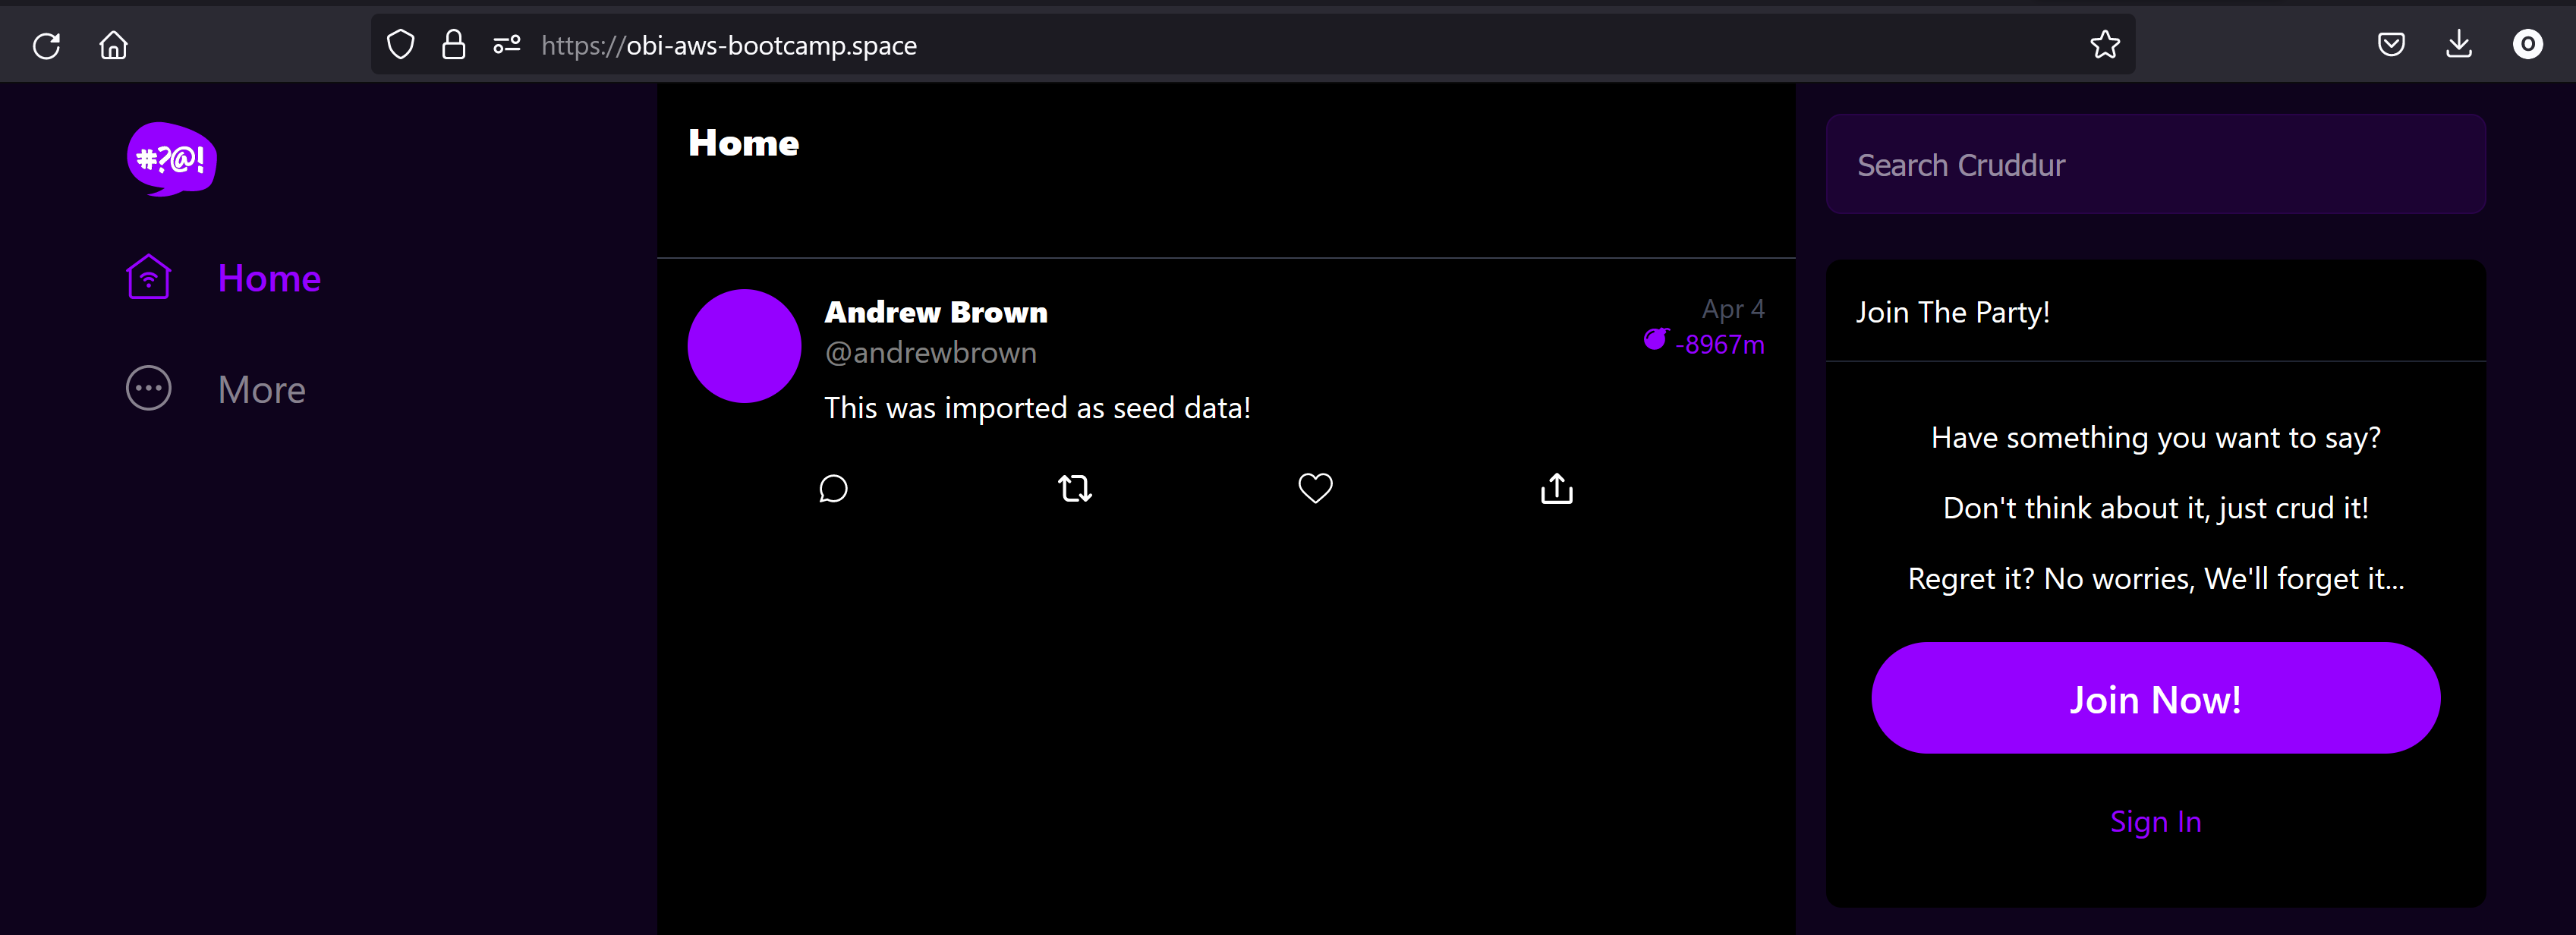 https://obi-aws-bootcamp.space
O
#?@!
Home
More
Home
Andrew Brown
@andrewbrown
Apr 4
-8967m
This was imported as seed data!
Search Cruddur
Join The Party!
Have something you want to say?
Don't think about it, just crud it!
Regret it? No worries, We'll forget it...
Join Now!
Sign In